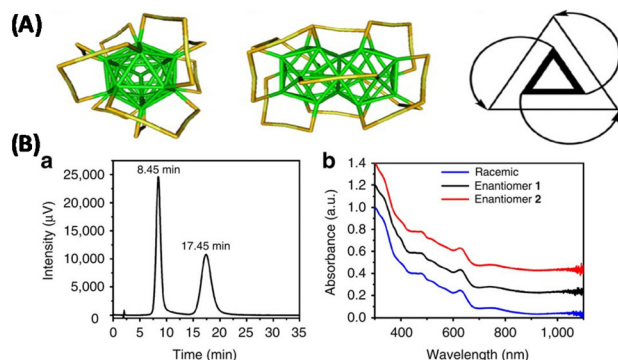 (A)
(B)
a
8.45 min
17.45 min
25,000
20,000
15,000
10,000
5,000
0
Intensity (µV)
0 5 10 15 20 25 30 35
Time (min)
b
Racemic
Enantiomer 1
Enantiomer 2
1.4
1.2
1.0
0.8
0.6
0.4
0.2
0.0
Absorbance (a.u.)
400 600 800 1,000
Wavelength (nm)